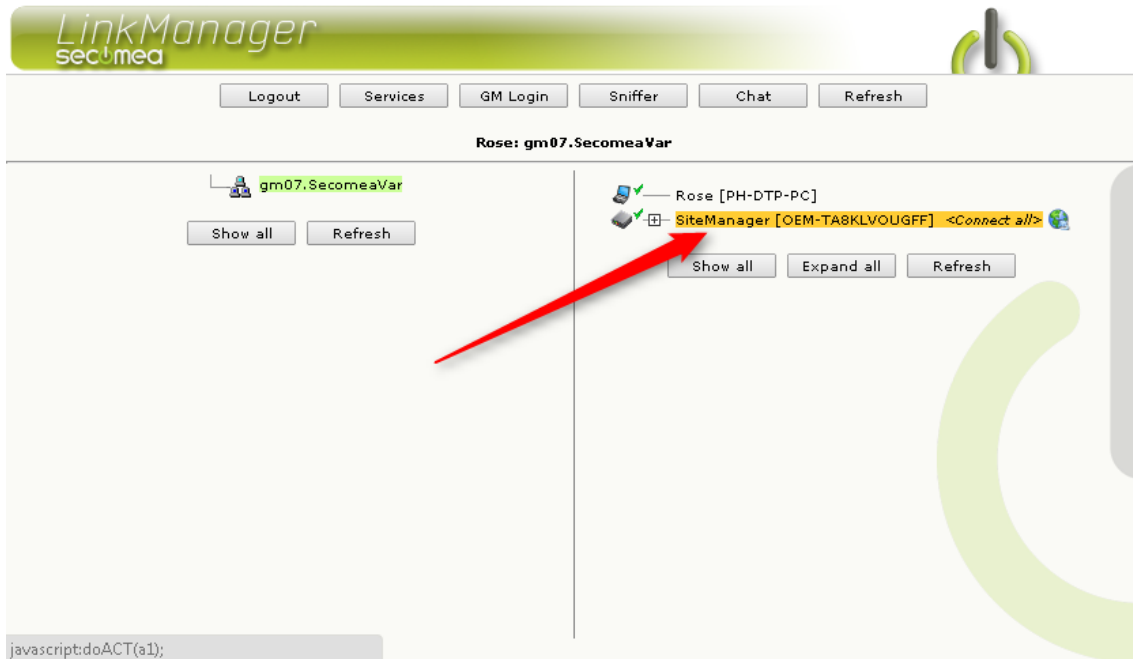 LinkManager
secomea
Logout Services GM Login Sniffer Chat Refresh
Rose: gm07.SecomeaVar
gm07.SecomeaVar
Show all Refresh
Rose [PH-DTP-PC]
SiteManager [OEM-TA8KLVOUGFF] <Connect all>
Show all Expand all Refresh
javascript:doACT(a1);